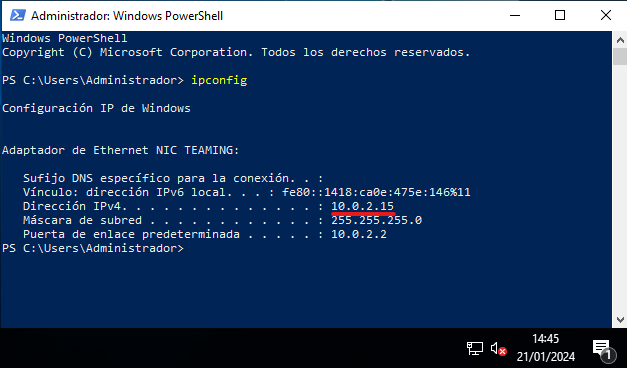 Administrador: Windows PowerShell
Windows PowerShell
Copyright (C) Microsoft Corporation. Todos los derechos reservados.
PS C:\Users\Administrador> ipconfig
Configuración IP de Windows
Adaptador de Ethernet NIC TEAMING:
Sufijo DNS específico para la conexión. . :
Vínculo: dirección IPv6 local. . . : fe80::1418:ca0e:475e:146%11
Dirección IPv4. . . . . . . . . . . . . . : 10.0.2.15
Máscara de subred . . . . . . . . . . . . : 255.255.255.0
Puerta de enlace predeterminada . . . . . : 10.0.2.2
PS C:\Users\Administrador>
14:45
21/01/2024
1